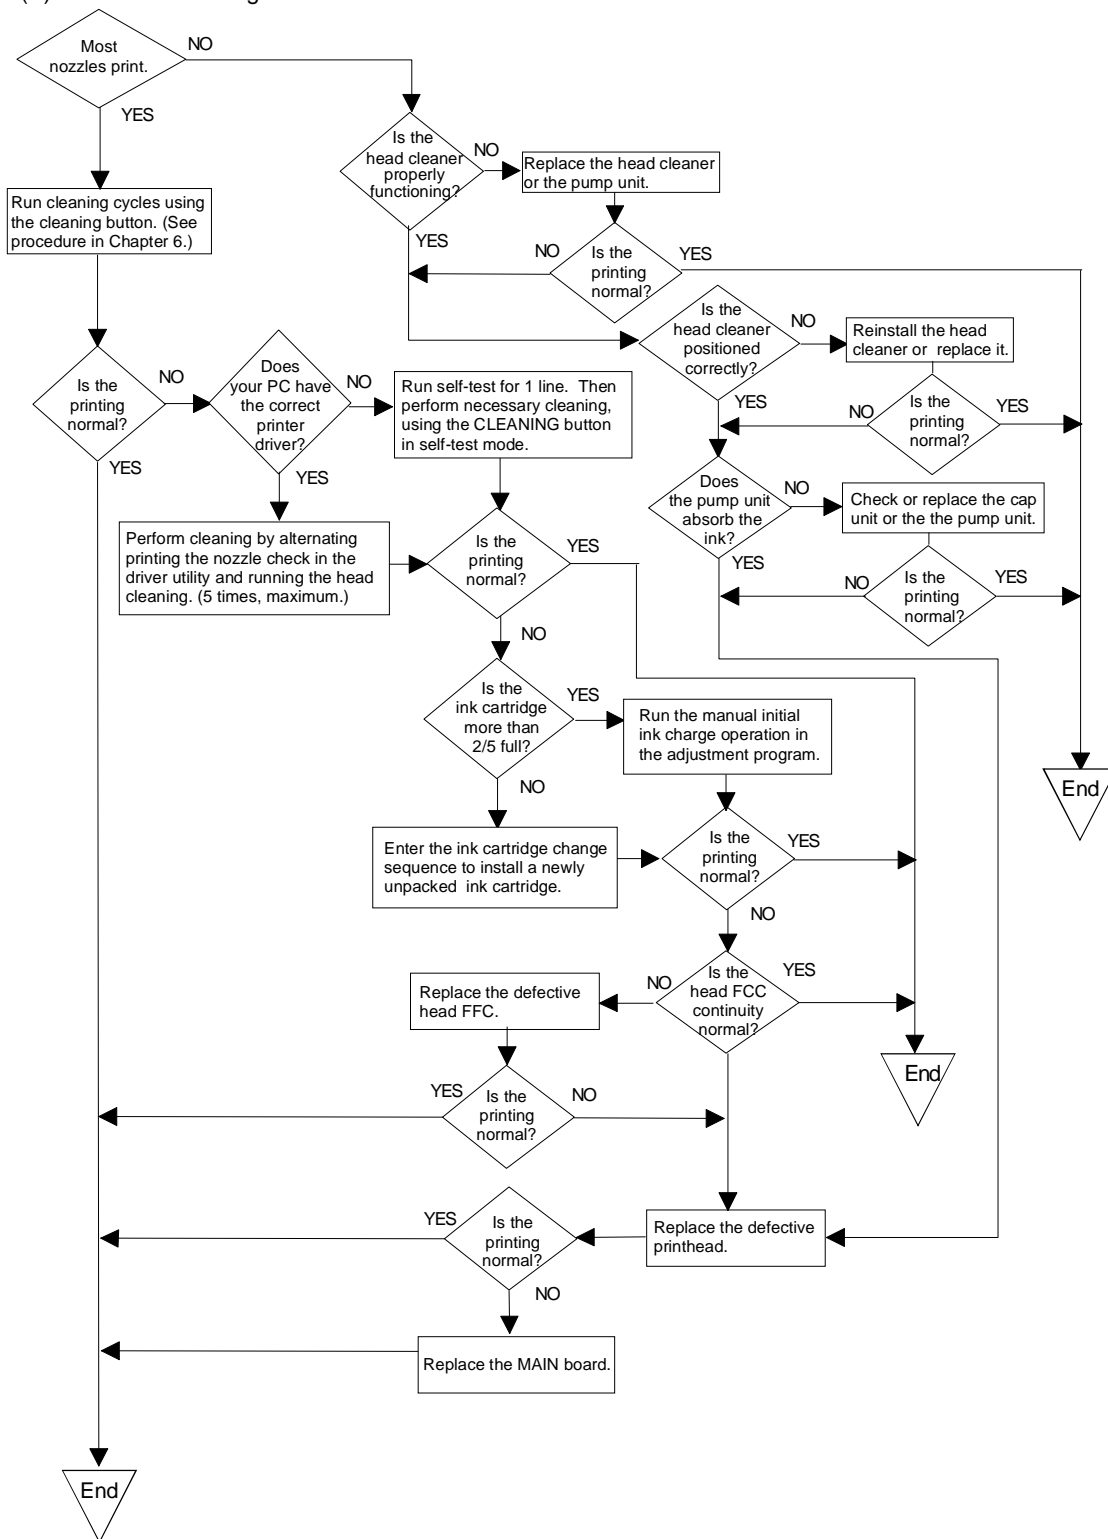 Most
nozzles print.
NO
YES
Is the
head cleaner
properly
functioning?
NO
YES
Replace the head cleaner
or the pump unit.
Run cleaning cycles using
the cleaning button. (See
procedure in Chapter 6.)
Is the
printing
normal?
NO
YES
Is the
head cleaner
positioned
correctly?
NO
YES
Reinstall the head
cleaner or replace it.
Is the
printing
normal?
NO
YES
Does
your PC have
the correct
printer
driver?
NO
YES
Run self-test for 1 line. Then
perform necessary cleaning,
using the CLEANING button
in self-test mode.
Is the
printing
normal?
NO
YES
Is the
printing
normal?
NO
YES
Does
the pump unit
absorb the
ink?
NO
YES
Check or replace the cap
unit or the the pump unit.
Is the
printing
normal?
NO
YES
Perform cleaning by alternating
printing the nozzle check in the
driver utility and running the head
cleaning. (5 times, maximum.)
Is the
printing
normal?
YES
NO
Is the
ink cartridge
more than
2/5 full?
YES
NO
Run the manual initial
ink charge operation in
the adjustment program.
End
Enter the ink cartridge change
sequence to install a newly
unpacked ink cartridge.
Is the
printing
normal?
YES
NO
Is the
head FCC
continuity
normal?
YES
NO
Replace the defective
head FFC.
End
Is the
printing
normal?
YES
NO
Replace the defective
printhead.
Is the
printing
normal?
YES
NO
Replace the MAIN board.
End